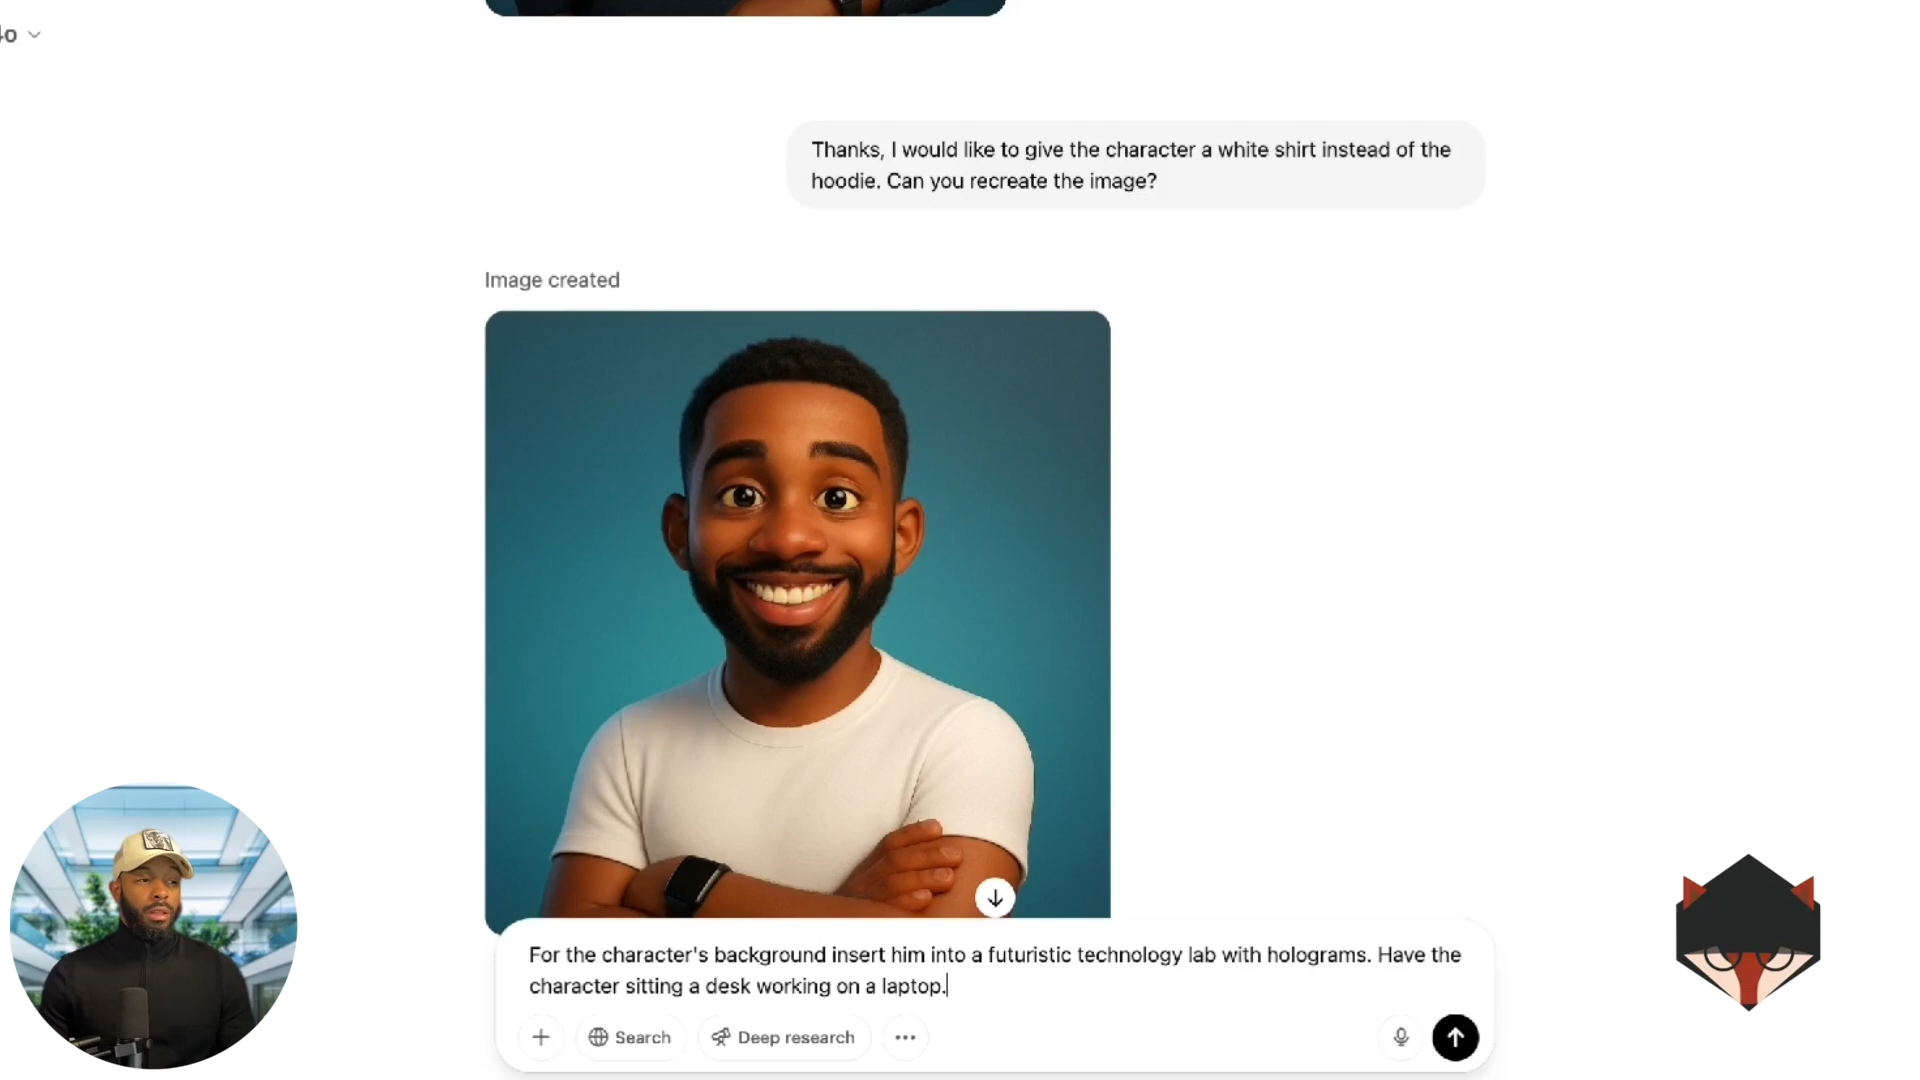 4o
Thanks, I would like to give the character a white shirt instead of the
hoodie. Can you recreate the image?
Image created
For the character's background insert him into a futuristic technology lab with holograms. Have the
character sitting a desk working on a laptop.
Search
Deep research